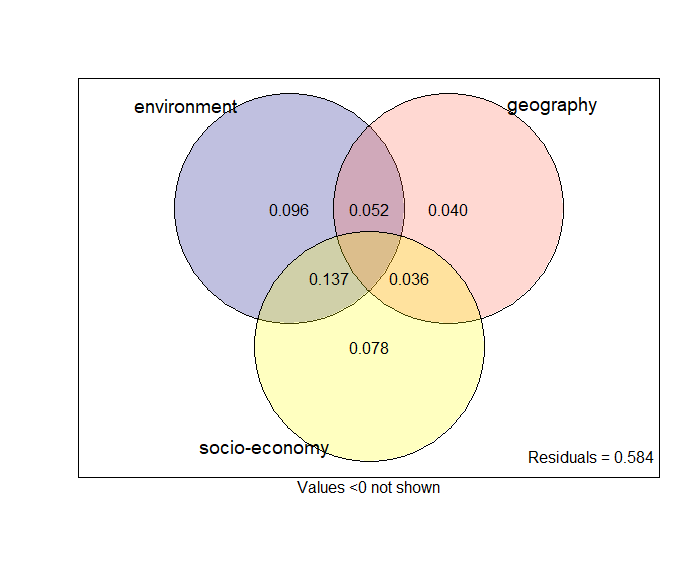 environment
geography
0.096
0.052
0.040
0.137
0.036
0.078
socio-economy
Residuals = 0.584
Values <0 not shown